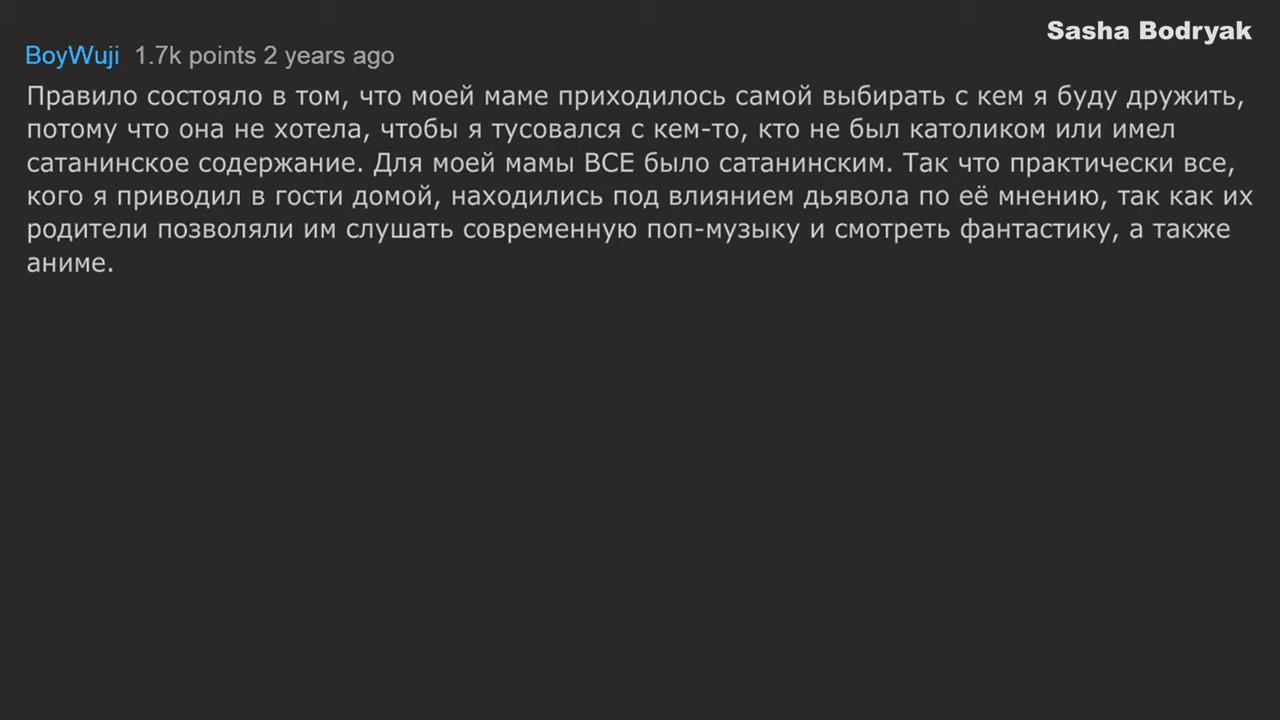 Sasha Bodryak
BoyWuji 1.7k points 2 years ago
Правило состояло в том, что моей маме приходилось самой выбирать с кем я буду дружить,
потому что она не хотела, чтобы я тусовался с кем-то, кто не был католиком или имел
сатанинское содержание. Для моей мамы ВСЕ было сатанинским. Так что практически все,
кого я приводил в гости домой, находились под влиянием дьявола по её мнению, так как их
родители позволяли им слушать современную поп-музыку и смотреть фантастику, а также
аниме.